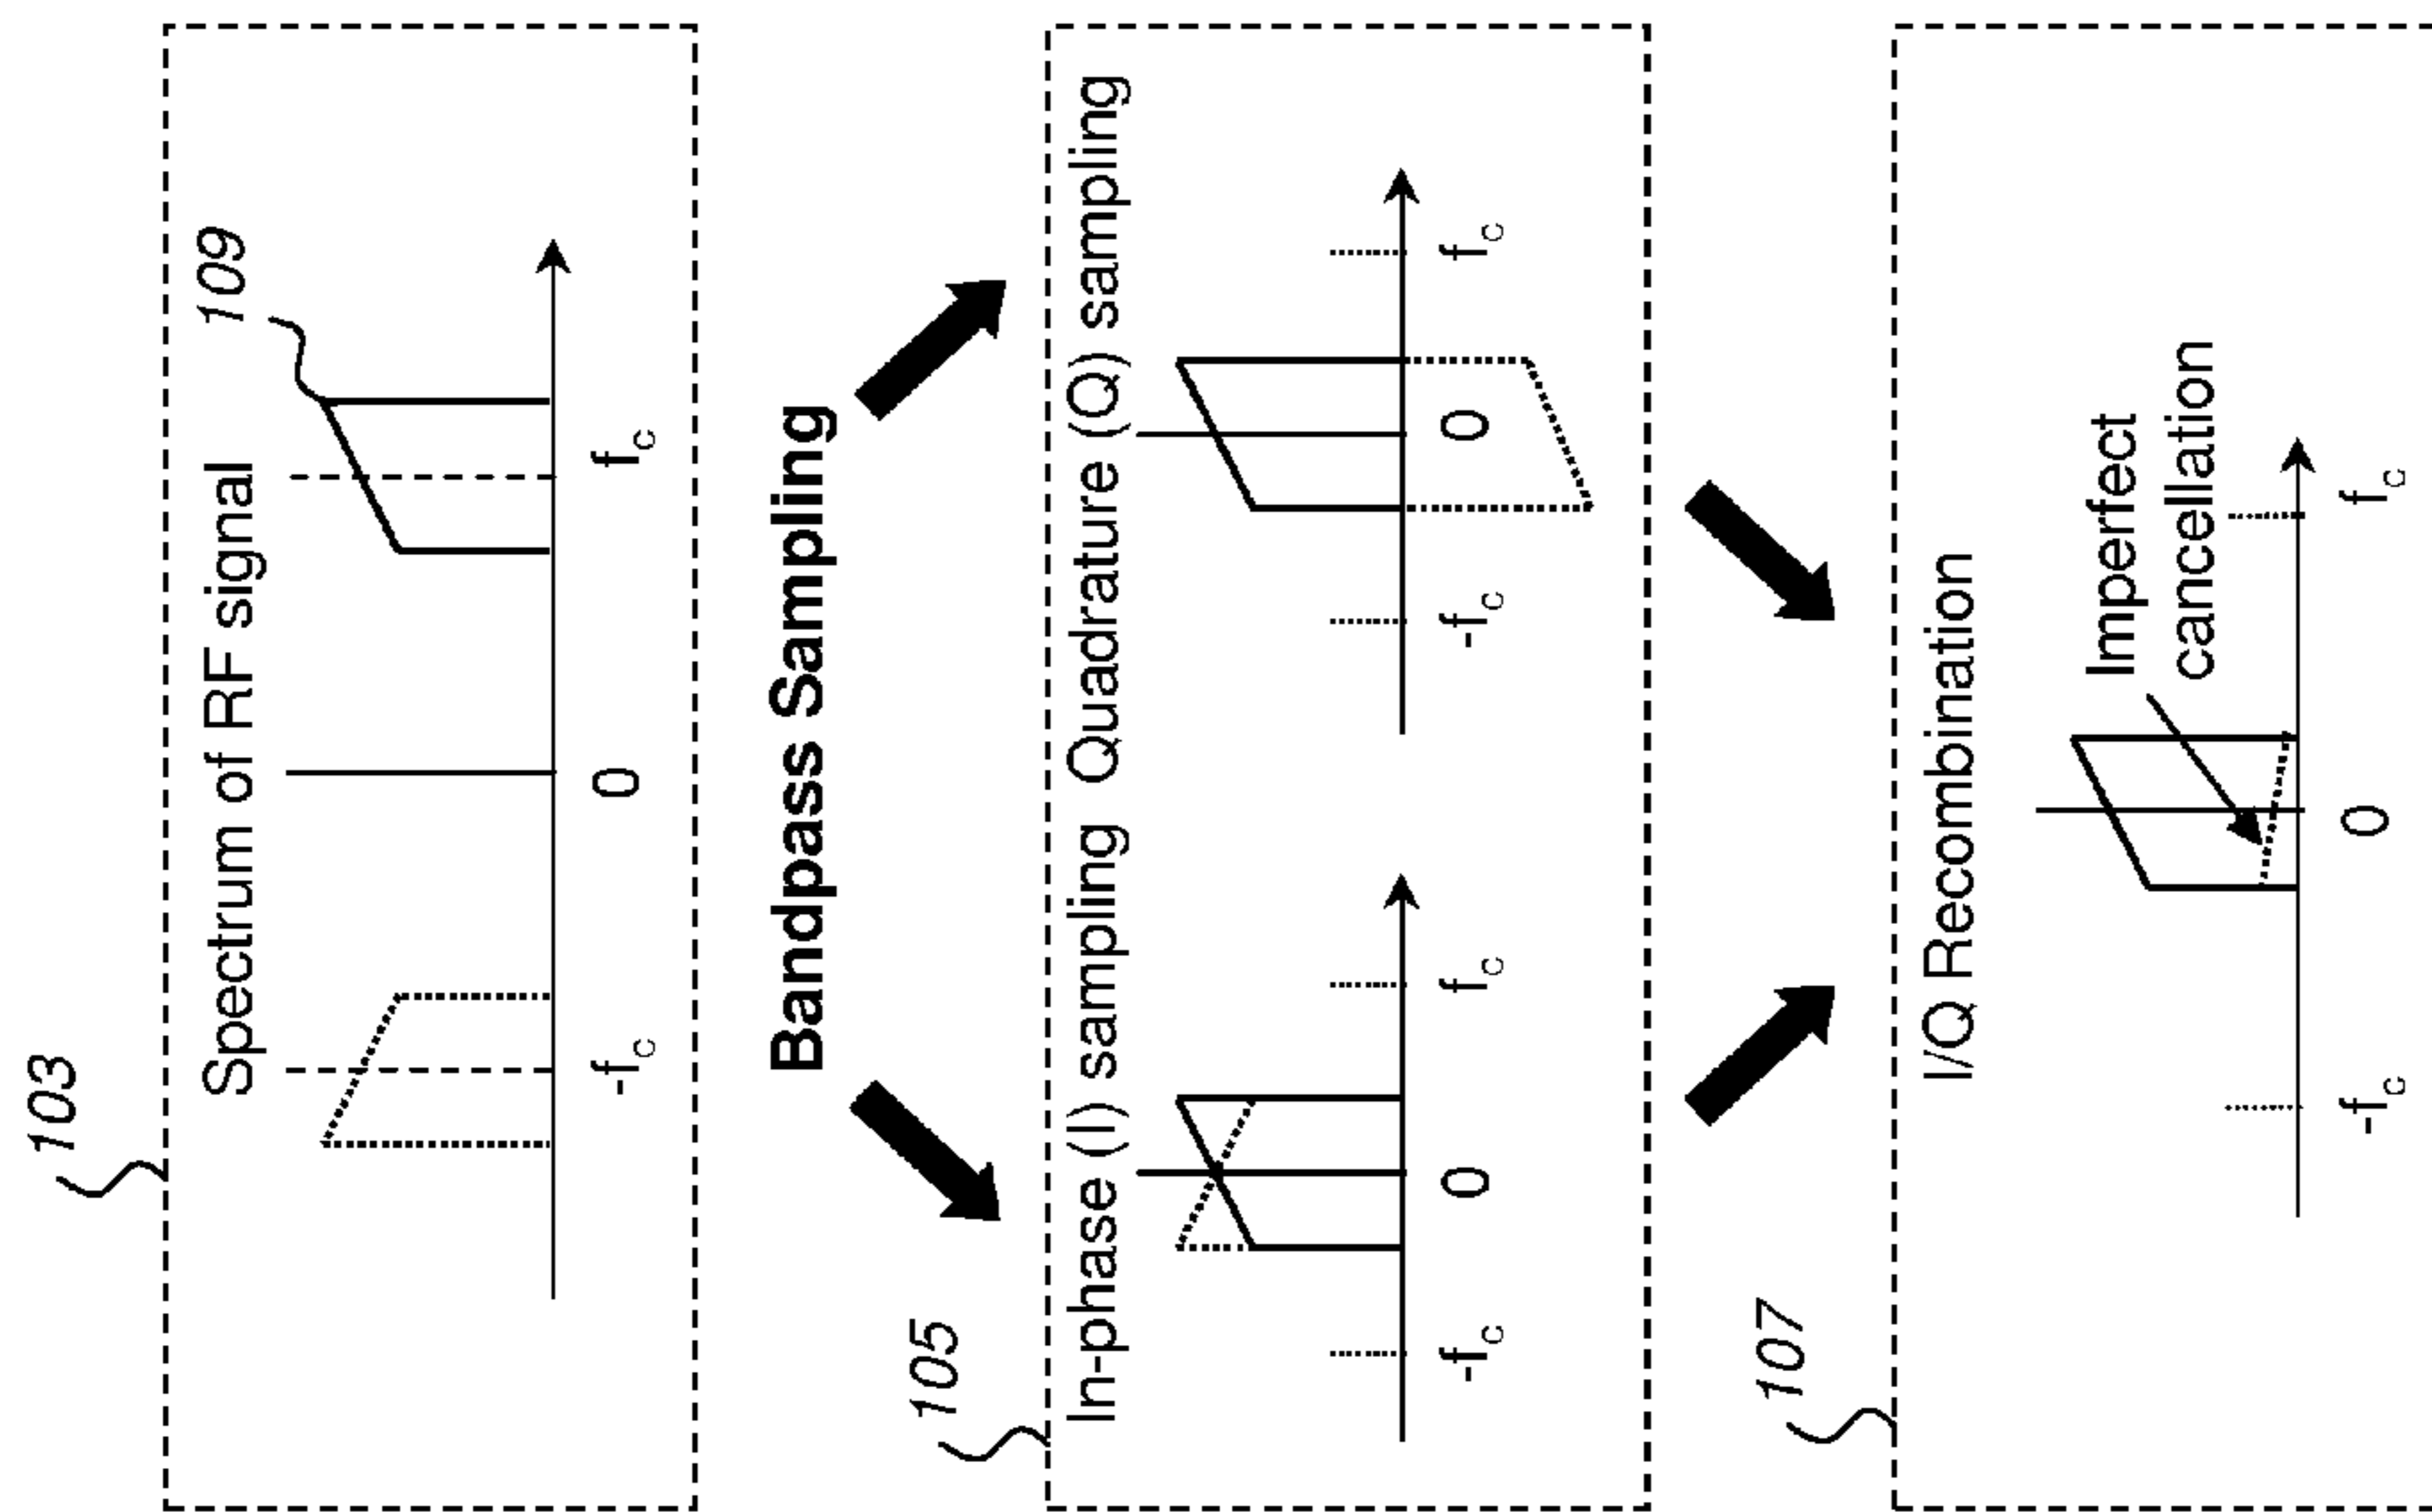 103
Spectrum of RF signal
109
-fc 0 fc
Bandpass Sampling
105
In-phase (I) sampling Quadrature (Q) sampling
-fc 0 fc -fc 0 fc
107
I/Q Recombination
Imperfect
cancellation
-fc 0 fc